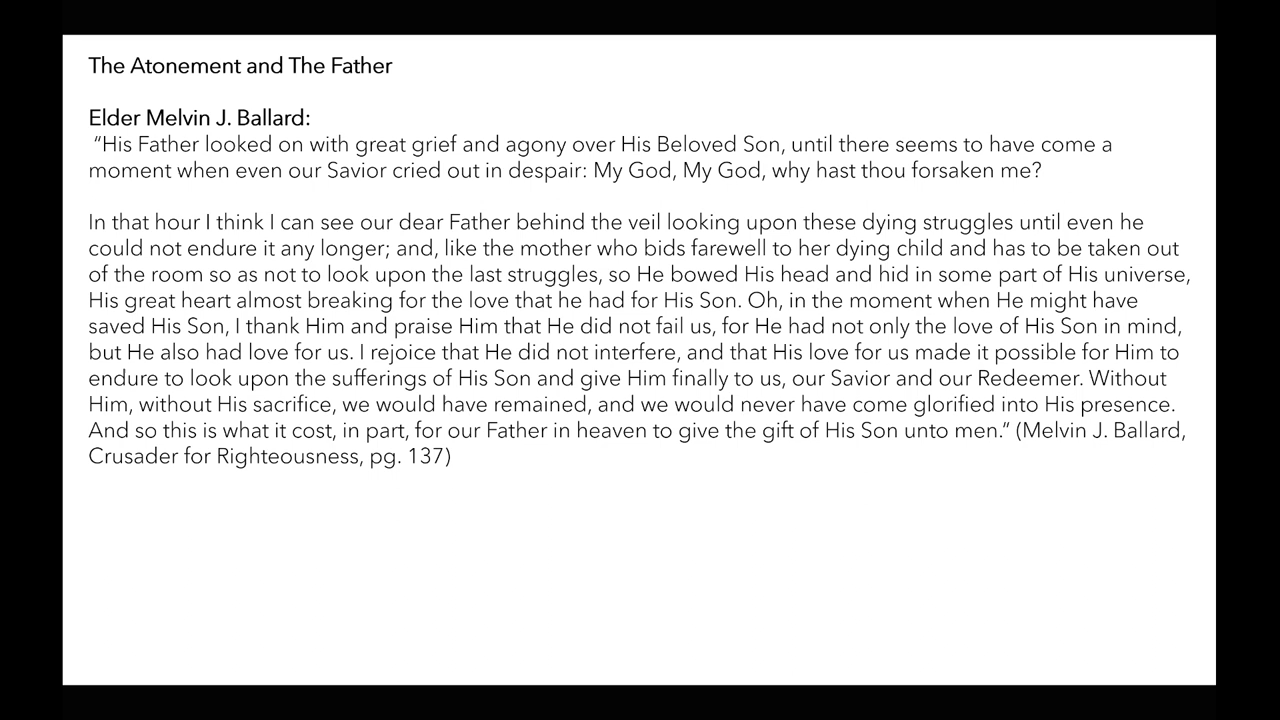 The Atonement and The Father
Elder Melvin J. Ballard:
“His Father looked on with great grief and agony over His Beloved Son, until there seems to have come a
moment when even our Savior cried out in despair: My God, My God, why hast thou forsaken me?
In that hour I think I can see our dear Father behind the veil looking upon these dying struggles until even he
could not endure it any longer; and, like the mother who bids farewell to her dying child and has to be taken out
of the room so as not to look upon the last struggles, so He bowed His head and hid in some part of His universe,
His great heart almost breaking for the love that he had for His Son. Oh, in the moment when He might have
saved His Son, I thank Him and praise Him that He did not fail us, for He had not only the love of His Son in mind,
but He also had love for us. I rejoice that He did not interfere, and that His love for us made it possible for Him to
endure to look upon the sufferings of His Son and give Him finally to us, our Savior and our Redeemer. Without
Him, without His sacrifice, we would have remained, and we would never have come glorified into His presence.
And so this is what it cost, in part, for our Father in heaven to give the gift of His Son unto men.” (Melvin J. Ballard,
Crusader for Righteousness, pg. 137)